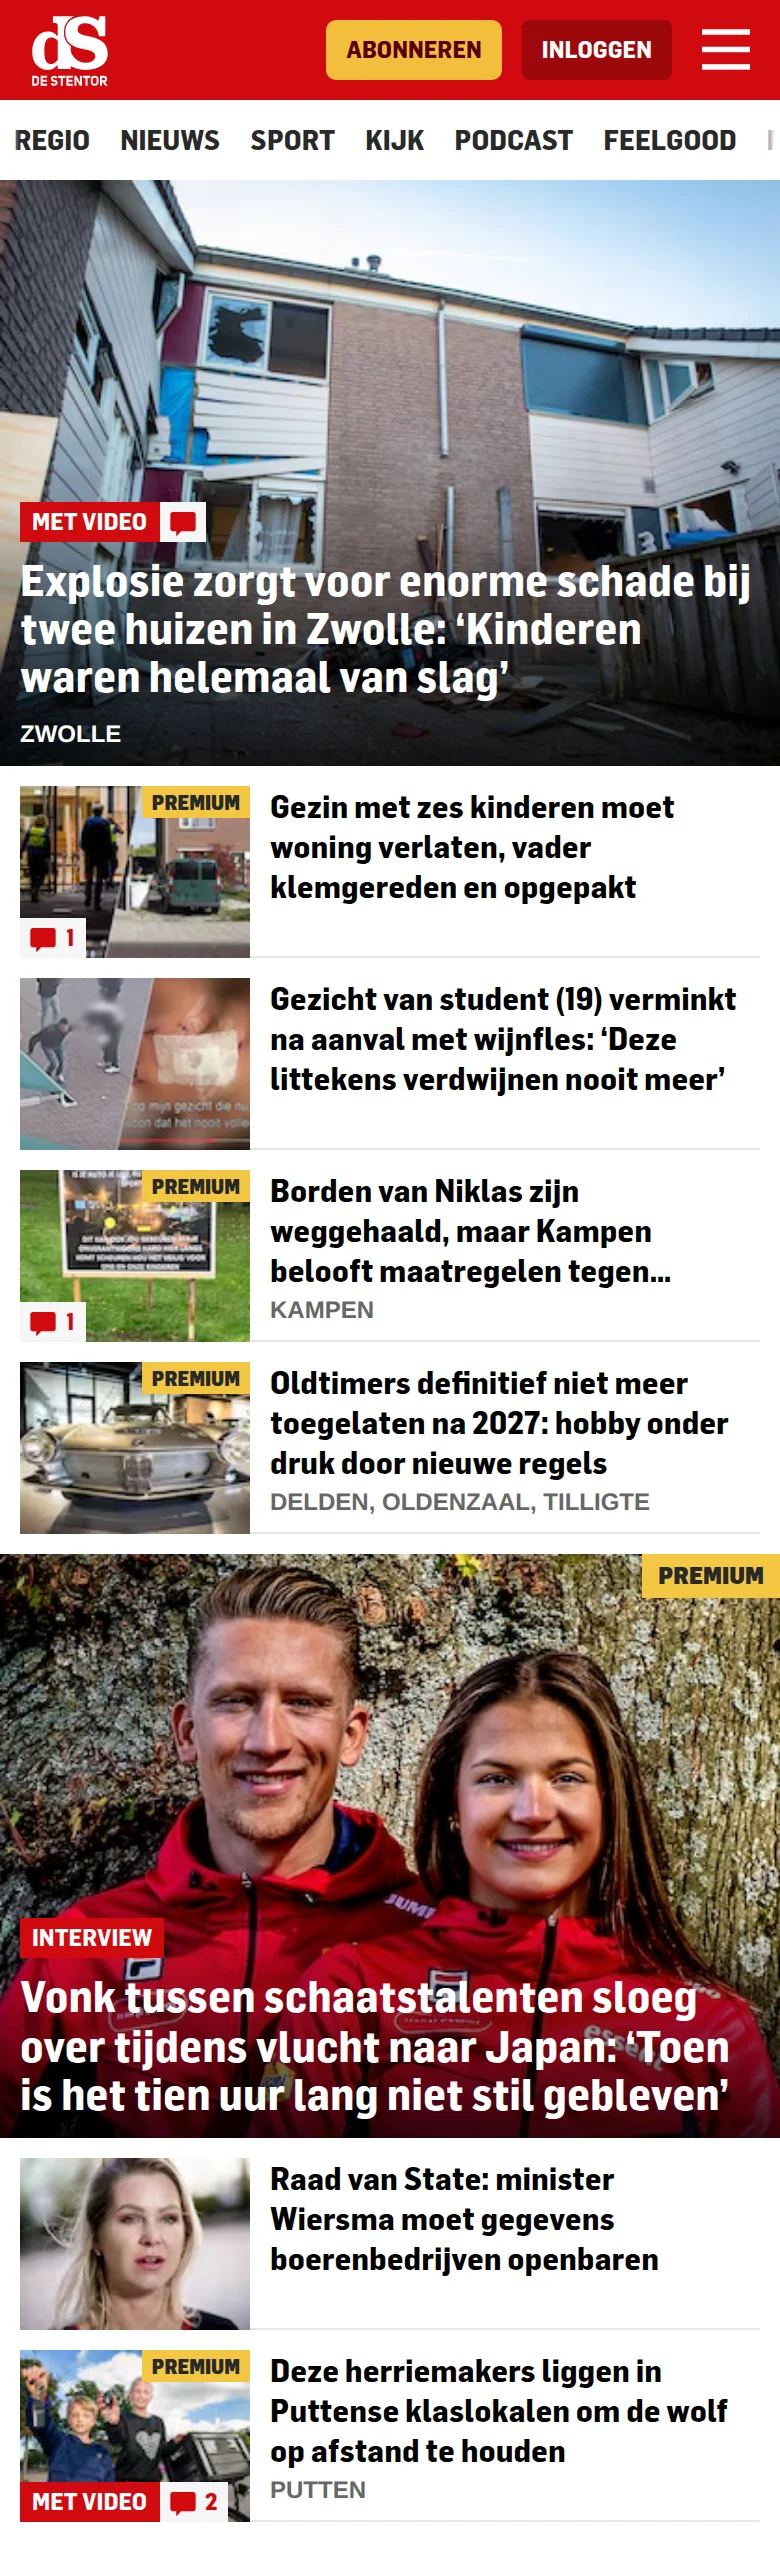 dS
DE STENTOR
ABONNEREN
INLOGGEN
REGIO NIEUWS SPORT KIJK PODCAST FEELGOOD
MET VIDEO
Explosie zorgt voor enorme schade bij
twee huizen in Zwolle: ‘Kinderen
waren helemaal van slag’
ZWOLLE
PREMIUM
1
Gezin met zes kinderen moet
woning verlaten, vader
klemgereden en opgepakt
op mijn gezicht die nu
Gezicht van student (19) verminkt
na aanval met wijnfles: ‘Deze
littekens verdwijnen nooit meer’
PREMIUM
1
Borden van Niklas zijn
weggehaald, maar Kampen
belooft maatregelen tegen...
KAMPEN
PREMIUM
Oldtimers definitief niet meer
toegelaten na 2027: hobby onder
druk door nieuwe regels
DELDEN, OLDENZAAL, TILLIGTE
PREMIUM
JUMBO
essent
INTERVIEW
Vonk tussen schaatstalenten sloeg
over tijdens vlucht naar Japan: ‘Toen
is het tien uur lang niet stil gebleven’
Raad van State: minister
Wiersma moet gegevens
boerenbedrijven openbaren
PREMIUM
MET VIDEO
2
Deze herriemakers liggen in
Puttense klaslokalen om de wolf
op afstand te houden
PUTTEN